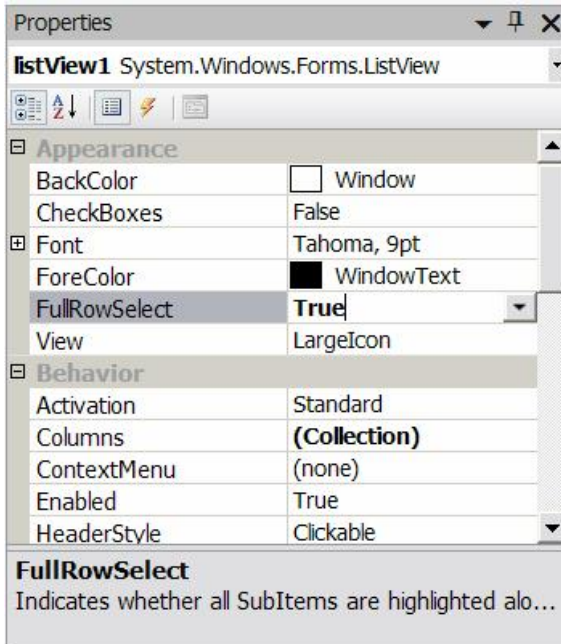 Properties
listView1 System.Windows.Forms.ListView
Appearance
BackColor Window
CheckBoxes False
Font Tahoma, 9pt
ForeColor WindowText
FullRowSelect True
View LargeIcon
Behavior
Activation Standard
Columns (Collection)
ContextMenu (none)
Enabled True
HeaderStyle Clickable
FullRowSelect
Indicates whether all SubItems are highlighted alo...